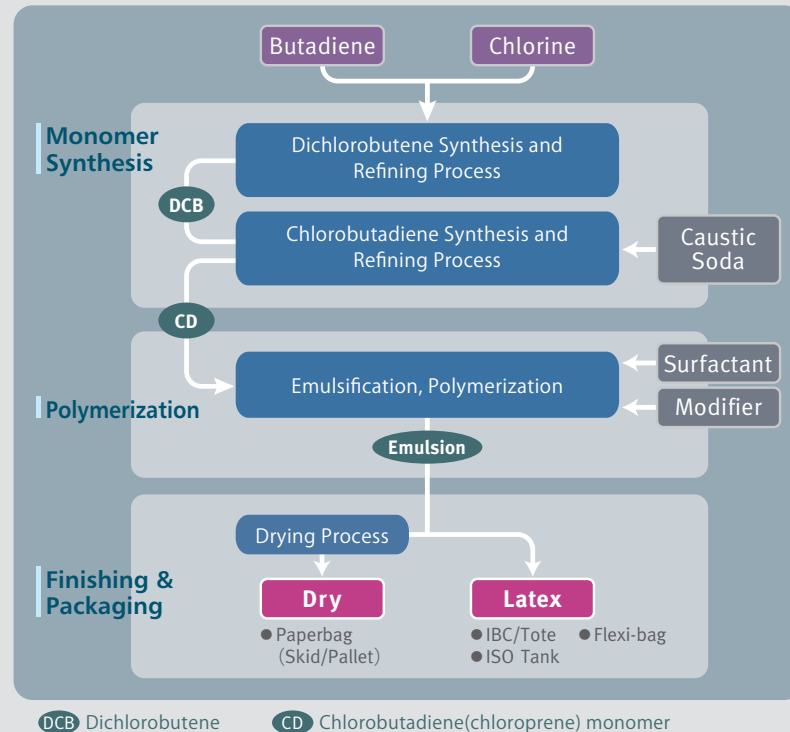 Butadiene
Chlorine
Monomer
Synthesis
Dichlorobutene Synthesis and
Refining Process
DCB
Chlorobutadiene Synthesis and
Refining Process
Caustic
Soda
CD
Polymerization
Emulsification, Polymerization
Surfactant
Modifier
Emulsion
Finishing &
Packaging
Drying Process
Dry
● Paperbag
(Skid/Pallet)
Latex
● IBC/Tote ● Flexi-bag
● ISO Tank
DCB Dichlorobutene CD Chlorobutadiene(chloroprene) monomer